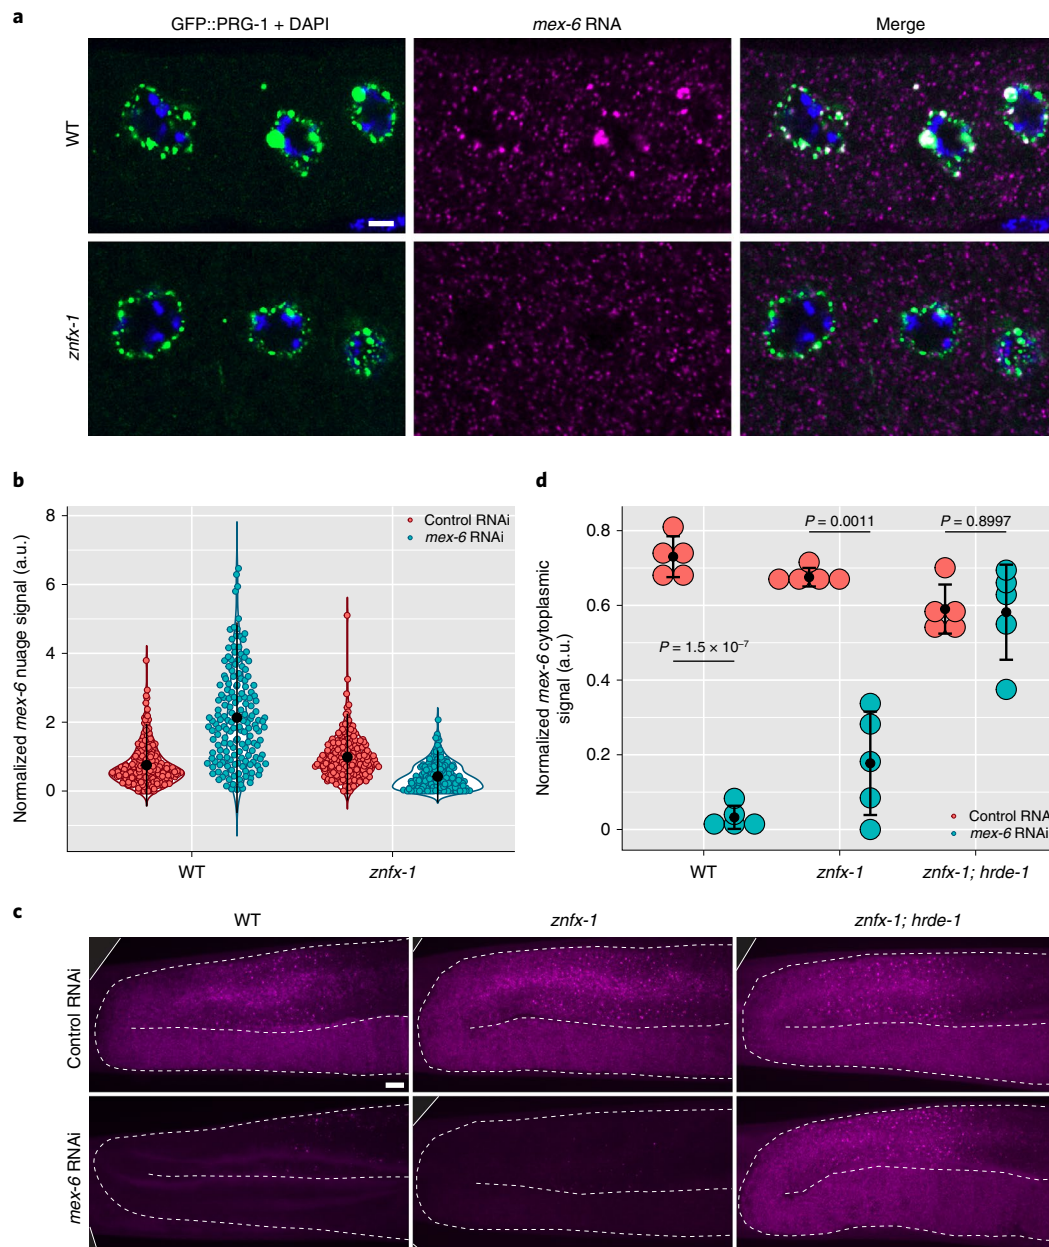 a
GFP::PRG-1 + DAPI
mex-6 RNA
Merge
WT
znfx-1
b
Normalized mex-6 nuage signal (a.u.)
8
6
4
2
0
Control RNAi
mex-6 RNAi
WT
znfx-1
d
Normalized mex-6 cytoplasmic
signal (a.u.)
0.8
0.6
0.4
0.2
0
P = 1.5 × 10⁻⁷
P = 0.0011
P = 0.8997
Control RNA
mex-6 RNAi
WT
znfx-1
znfx-1; hrde-1
c
WT
znfx-1
znfx-1; hrde-1
Control RNAi
mex-6 RNAi